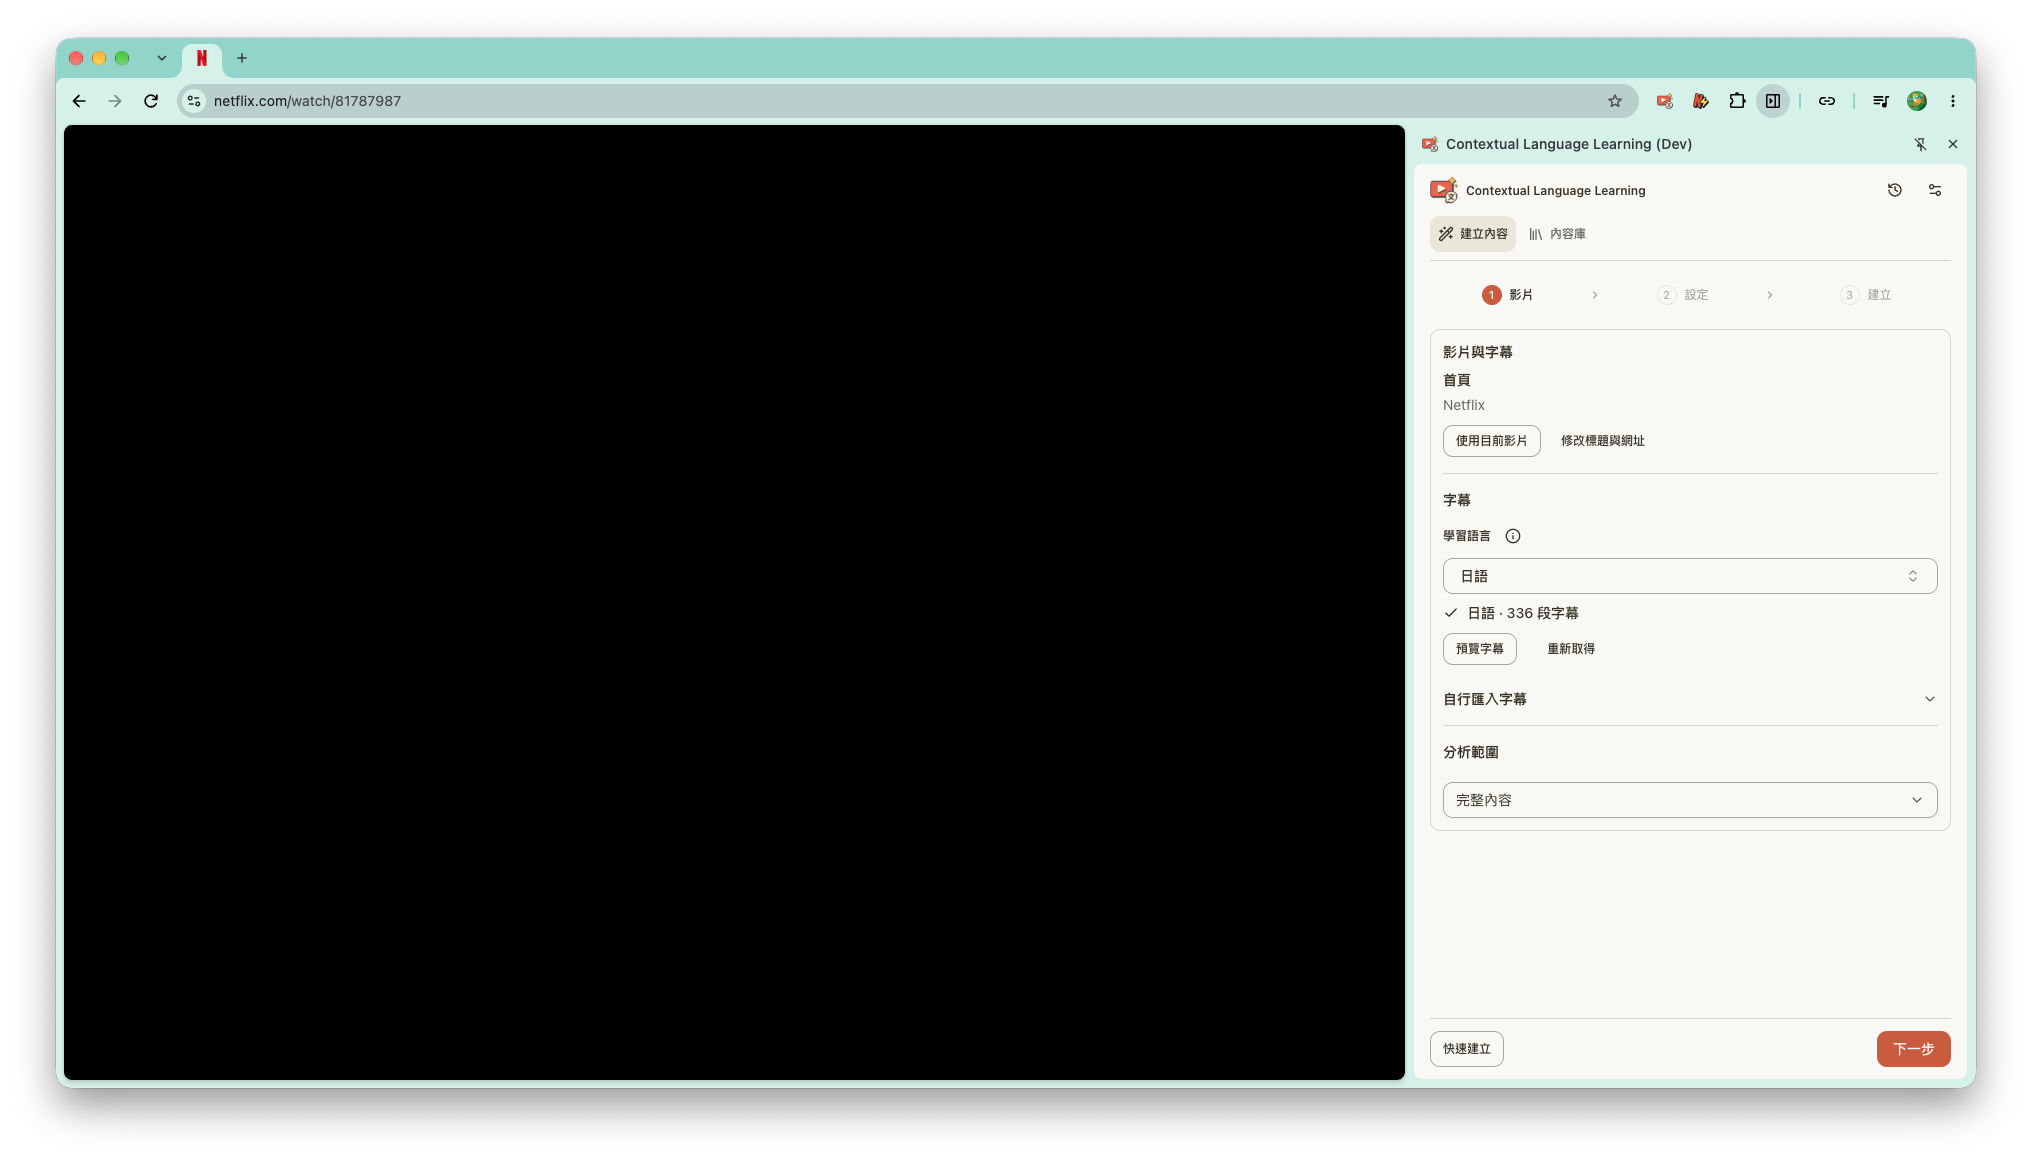 netflix.com/watch/81787987
Contextual Language Learning (Dev)
Contextual Language Learning
建立內容 內容庫
1 影片 2 設定 3 建立
影片與字幕
首頁
Netflix
使用目前影片 修改標題與網址
字幕
學習語言
日語
日語 · 336 段字幕
預覽字幕 重新取得
自行匯入字幕
分析範圍
完整內容
快速建立 下一步